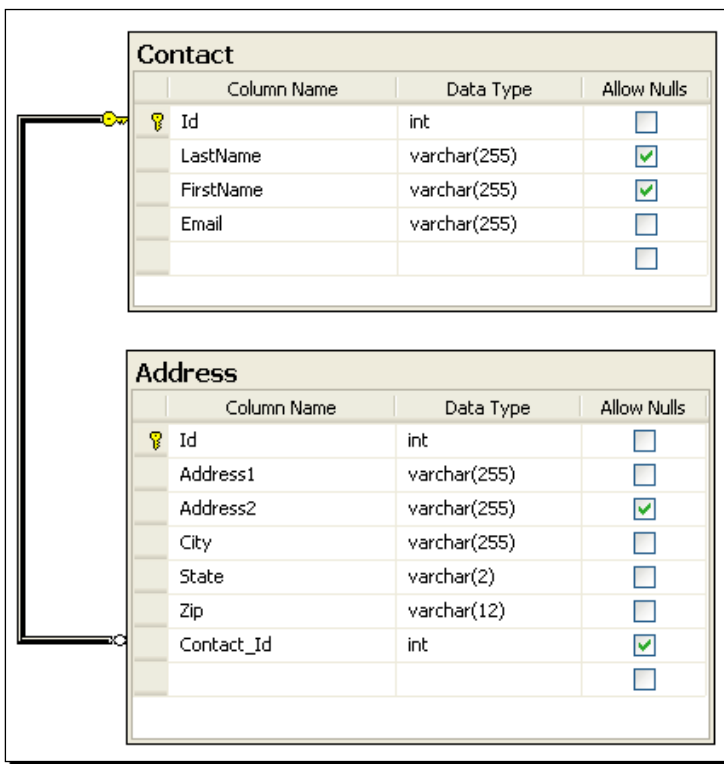 Contact
Column Name Data Type Allow Nulls
Id int
LastName varchar(255)
FirstName varchar(255)
Email varchar(255)
Address
Column Name Data Type Allow Nulls
Id int
Address1 varchar(255)
Address2 varchar(255)
City varchar(255)
State varchar(2)
Zip varchar(12)
Contact_Id int